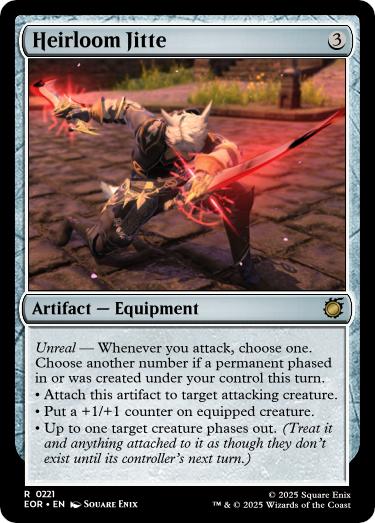 Heirloom Jitte 3
Artifact — Equipment
Unreal — Whenever you attack, choose one.
Choose another number if a permanent phased
in or was created under your control this turn.
• Attach this artifact to target attacking creature.
• Put a +1/+1 counter on equipped creature.
• Up to one target creature phases out. (Treat it
and anything attached to it as though they don't
exist until its controller's next turn.)
R 0221
EOR • EN SQUARE ENIX
© 2025 Square Enix
™ & © 2025 Wizards of the Coast